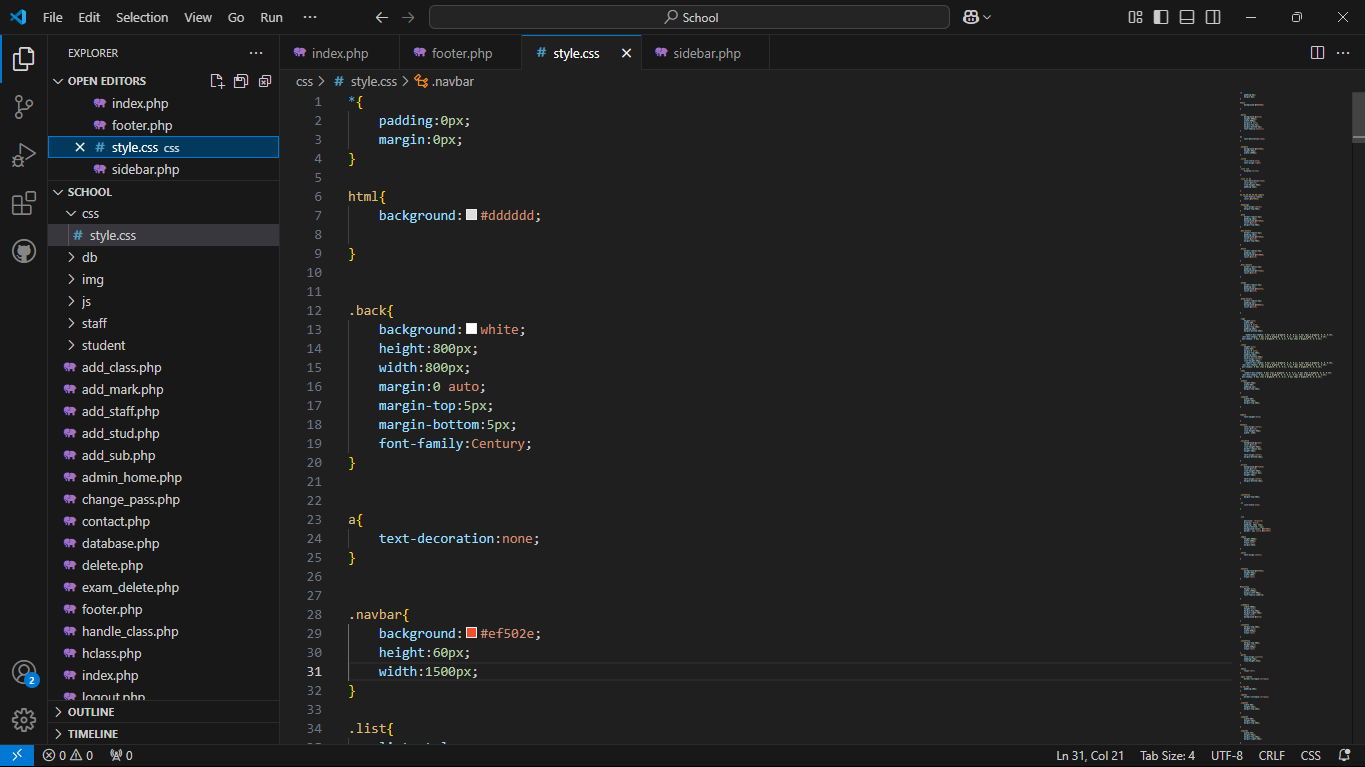 File Edit Selection View Go Run ··· School
EXPLORER ···
OPEN EDITORS
index.php
footer.php
style.css css
sidebar.php
SCHOOL
css
style.css
db
img
js
staff
student
add_class.php
add_mark.php
add_staff.php
add_stud.php
add_sub.php
admin_home.php
change_pass.php
contact.php
database.php
delete.php
exam_delete.php
footer.php
handle_class.php
hclass.php
index.php
logout.php
OUTLINE
TIMELINE
index.php footer.php # style.css sidebar.php
css > # style.css > .navbar
1 *{
2 padding:0px;
3 margin:0px;
4 }
5
6 html{
7 background:#dddddd;
8
9 }
10
11
12 .back{
13 background:white;
14 height:800px;
15 width:800px;
16 margin:0 auto;
17 margin-top:5px;
18 margin-bottom:5px;
19 font-family:Century;
20 }
21
22
23 a{
24 text-decoration:none;
25 }
26
27
28 .navbar{
29 background:#ef502e;
30 height:60px;
31 width:1500px;
32 }
33
34 .list{
2
0 0 0 Ln 31, Col 21 Tab Size: 4 UTF-8 CRLF CSS